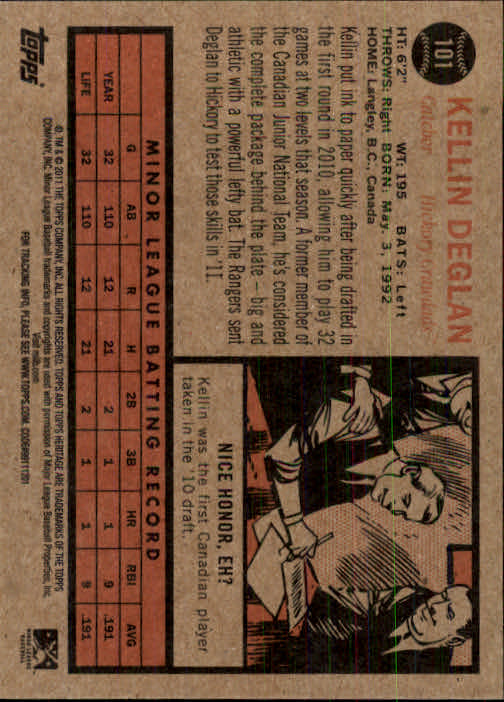 101
KELLIN DEGLAN
Catcher Hickory Crawdads
HT: 6'2" WT: 195 BATS: Left
THROWS: Right BORN: May. 3, 1992
HOME: Langley, B.C., Canada
Kellin put ink to paper quickly after being drafted in
the first round in 2010, allowing him to play 32
games at two levels that season. A former member of
the Canadian Junior National Team, he's considered
the complete package behind the plate – big and
athletic with a powerful lefty bat. The Rangers sent
Deglan to Hickory to test those skills in '11.
NICE HONOR, EH?
Kellin was the first Canadian player
taken in the '10 draft.
MINOR LEAGUE BATTING RECORD
YEAR G AB R H 2B 3B HR RBI AVG
YEAR 32 110 12 21 2 1 1 9 .191
LIFE 32 110 12 21 2 1 1 9 .191
Topps
®, TM & © 2011 THE TOPPS COMPANY, INC. ALL RIGHTS RESERVED. TOPPS AND TOPPS HERITAGE ARE TRADEMARKS OF THE TOPPS
COMPANY, INC. Minor League Baseball trademarks and copyrights are used with permission of Major League Baseball Properties, Inc.
Visit milb.com
FOR TRACKING INFO, PLEASE SEE WWW.TOPPS.COM.
MINOR LEAGUE
BASEBALL